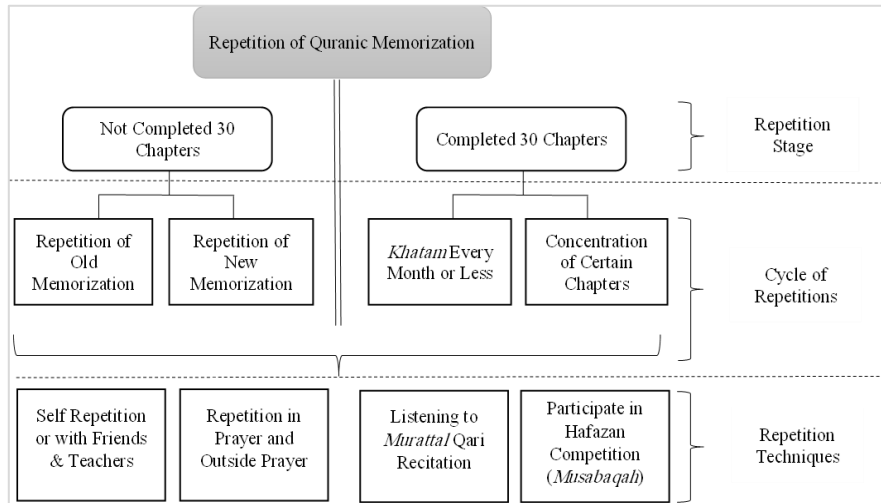 Repetition of Quranic Memorization
Not Completed 30
Chapters
Completed 30 Chapters
Repetition
Stage
Repetition of
Old
Memorization
Repetition of
New
Memorization
Khatam Every
Month or Less
Concentration
of Certain
Chapters
Cycle of
Repetitions
Self Repetition
or with Friends
& Teachers
Repetition in
Prayer and
Outside Prayer
Listening to
Murattal Qari
Recitation
Participate in
Hafazan
Competition
(Musabaqah)
Repetition
Techniques